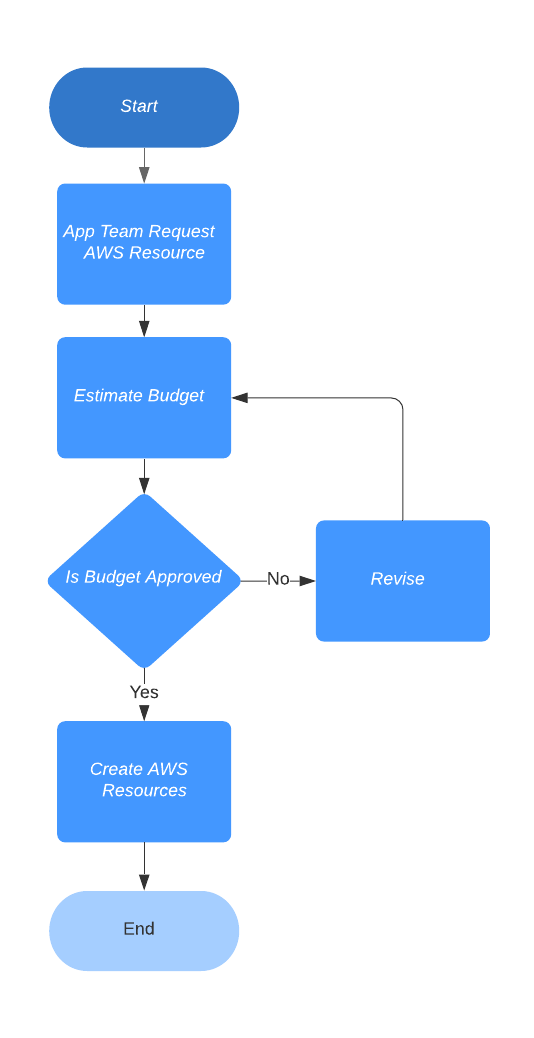 Start
App Team Request
AWS Resource
Estimate Budget
Is Budget Approved
No
Revise
Yes
Create AWS
Resources
End